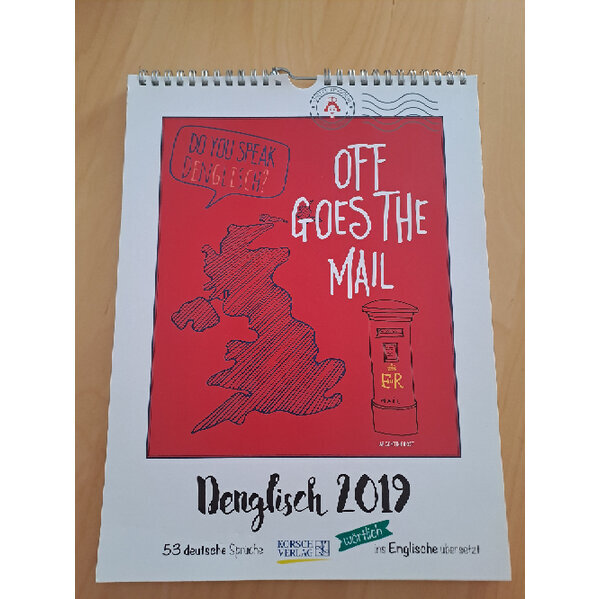 DO YOU SPEAK
DENGLISCH?
OFF
GOES THE
MAIL
E R
MAIL
Denglisch 2019
53 deutsche Sprüche
KORSCH
VERLAG
wörtlich
ins Englische übersetzt